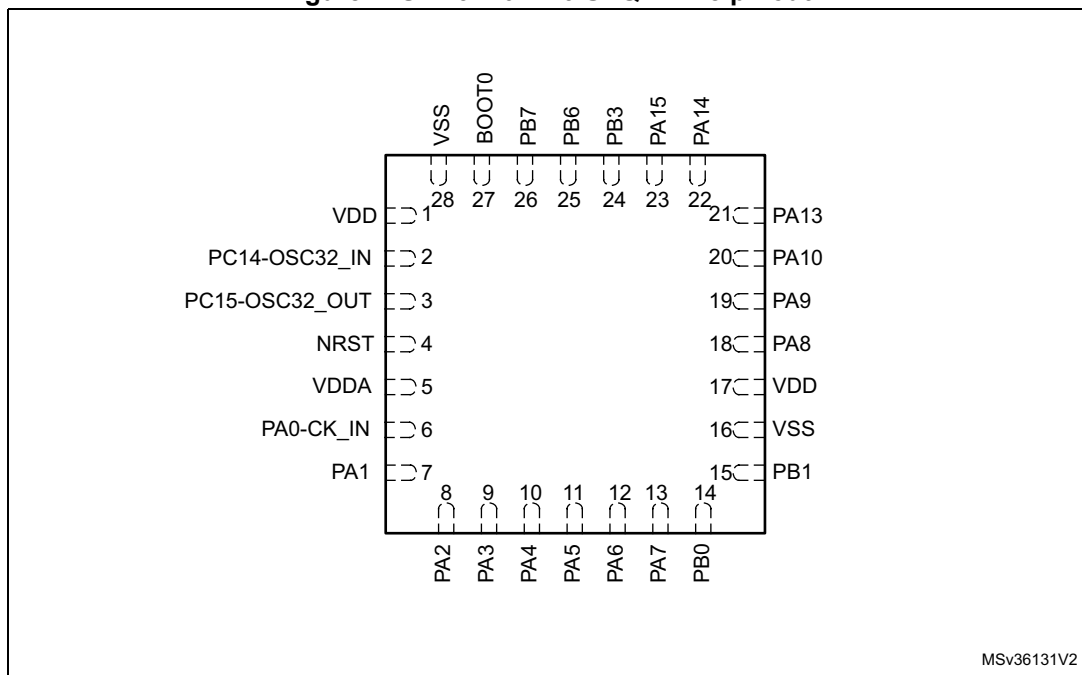 VSS
BOOT0
PB7
PB6
PB3
PA15
PA14
28 27 26 25 24 23 22
VDD 1
21 PA13
PC14-OSC32_IN 2
20 PA10
PC15-OSC32_OUT 3
19 PA9
NRST 4
18 PA8
VDDA 5
17 VDD
PA0-CK_IN 6
16 VSS
PA1 7
15 PB1
8 9 10 11 12 13 14
PA2
PA3
PA4
PA5
PA6
PA7
PB0
MSv36131V2